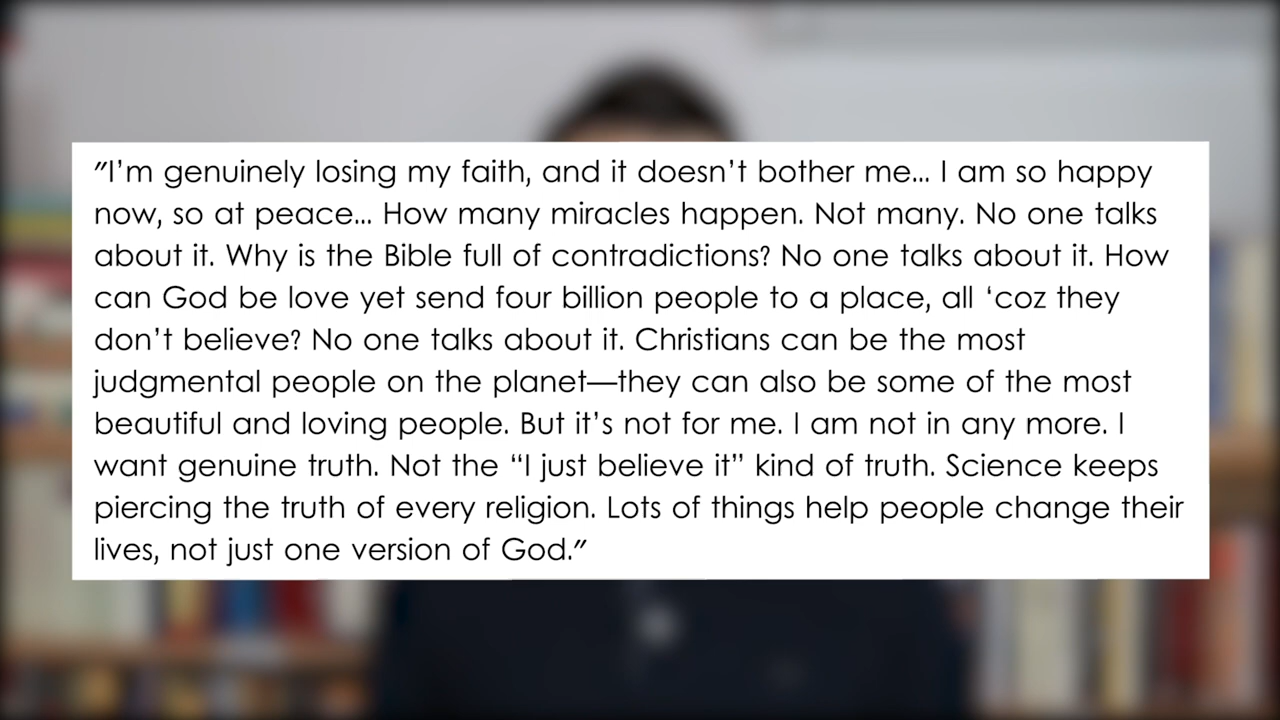 "I’m genuinely losing my faith, and it doesn’t bother me... I am so happy
now, so at peace... How many miracles happen. Not many. No one talks
about it. Why is the Bible full of contradictions? No one talks about it. How
can God be love yet send four billion people to a place, all ‘coz they
don’t believe? No one talks about it. Christians can be the most
judgmental people on the planet—they can also be some of the most
beautiful and loving people. But it’s not for me. I am not in any more. I
want genuine truth. Not the “I just believe it” kind of truth. Science keeps
piercing the truth of every religion. Lots of things help people change their
lives, not just one version of God."